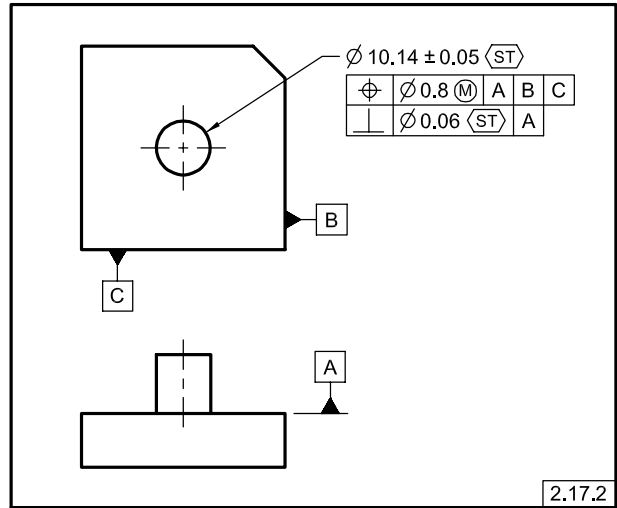 ⌀ 10.14 ± 0.05 ⟨ST⟩
⌖ ⌀ 0.8 Ⓜ A B C
⟂ ⌀ 0.06 ⟨ST⟩ A
B
C
A
2.17.2